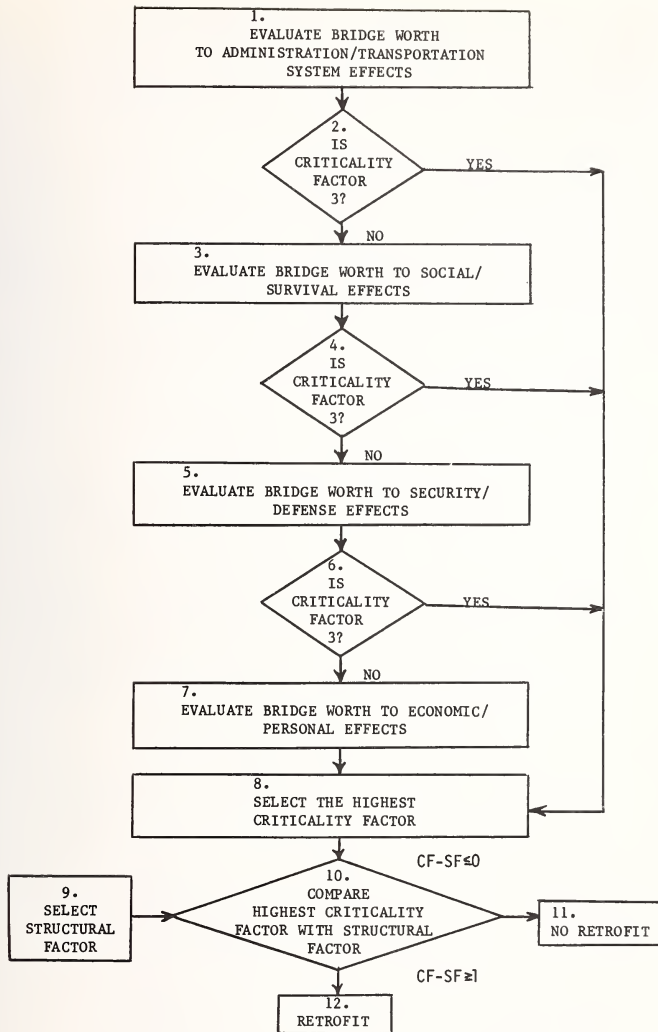 1.
EVALUATE BRIDGE WORTH
TO ADMINISTRATION/TRANSPORTATION
SYSTEM EFFECTS
2.
IS
CRITICALITY
FACTOR
3?
YES
NO
3.
EVALUATE BRIDGE WORTH TO SOCIAL/
SURVIVAL EFFECTS
4.
IS
CRITICALITY
FACTOR
3?
YES
NO
5.
EVALUATE BRIDGE WORTH TO SECURITY/
DEFENSE EFFECTS
6.
IS
CRITICALITY
FACTOR
3?
YES
NO
7.
EVALUATE BRIDGE WORTH TO ECONOMIC/
PERSONAL EFFECTS
8.
SELECT THE HIGHEST
CRITICALITY FACTOR
CF-SF≤0
9.
SELECT
STRUCTURAL
FACTOR
10.
COMPARE
HIGHEST CRITICALITY
FACTOR WITH STRUCTURAL
FACTOR
11.
NO RETROFIT
CF-SF≥1
12.
RETROFIT